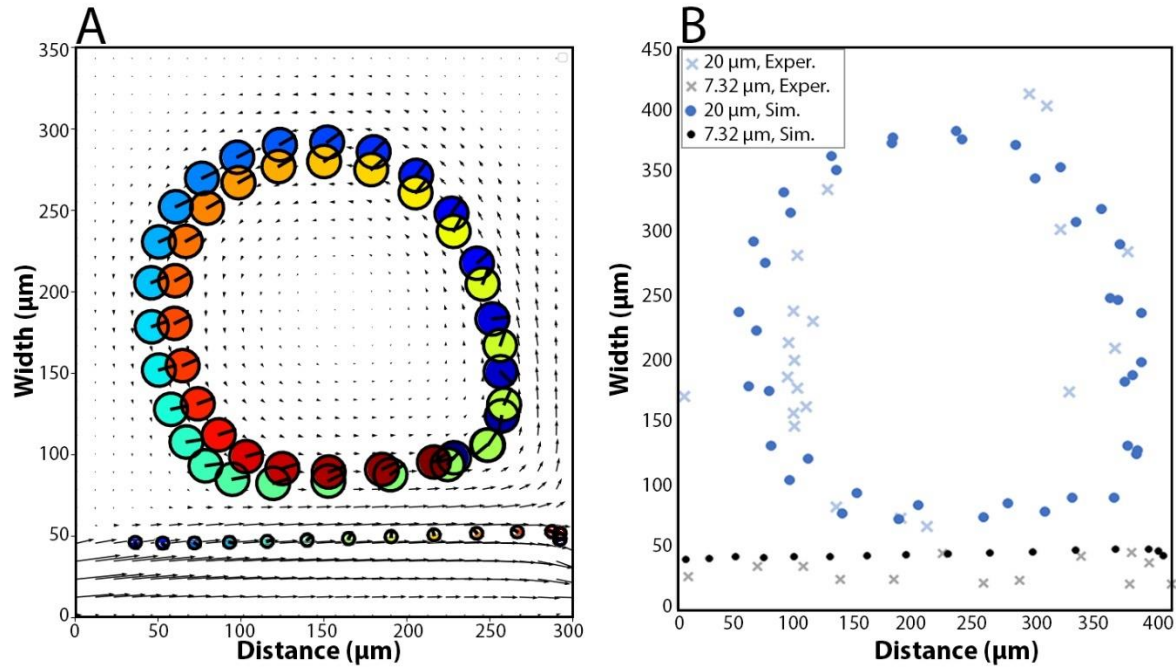 A
350
300
250
200
150
100
50
0
Width (µm)
0 50 100 150 200 250 300
Distance (µm)
B
450
400
350
300
250
200
150
100
50
0
Width (µm)
20 µm, Exper.
7.32 µm, Exper.
20 µm, Sim.
7.32 µm, Sim.
0 50 100 150 200 250 300 350 400
Distance (µm)